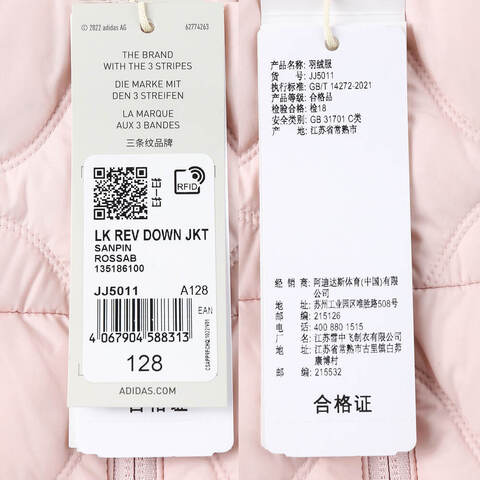 © 2022 adidas AG 62774263
THE BRAND
WITH THE 3 STRIPES
DIE MARKE MIT
DEN 3 STREIFEN
LA MARQUE
AUX 3 BANDES
三条纹品牌
扫一扫
RFID
LK REV DOWN JKT
SANPIN
ROSSAB
135186100
JJ5011 A128
EAN
4 067904 588313
128
ADIDAS.COM
合格证
产品名称: 羽绒服
货号: JJ5011
执行标准: GB/T 14272-2021
产品等级: 合格品
检验合格: 检18
安全类别: GB 31701 C类
产地: 江苏省常熟市
经销商: 阿迪达斯体育(中国)有限
公司
地址: 苏州工业园区唯胜路508号
邮编: 215126
电话: 400 880 1515
厂名: 江苏雪中飞制衣有限公司
地址: 江苏省常熟市古里镇白茆
康博村
邮编: 215532
合格证